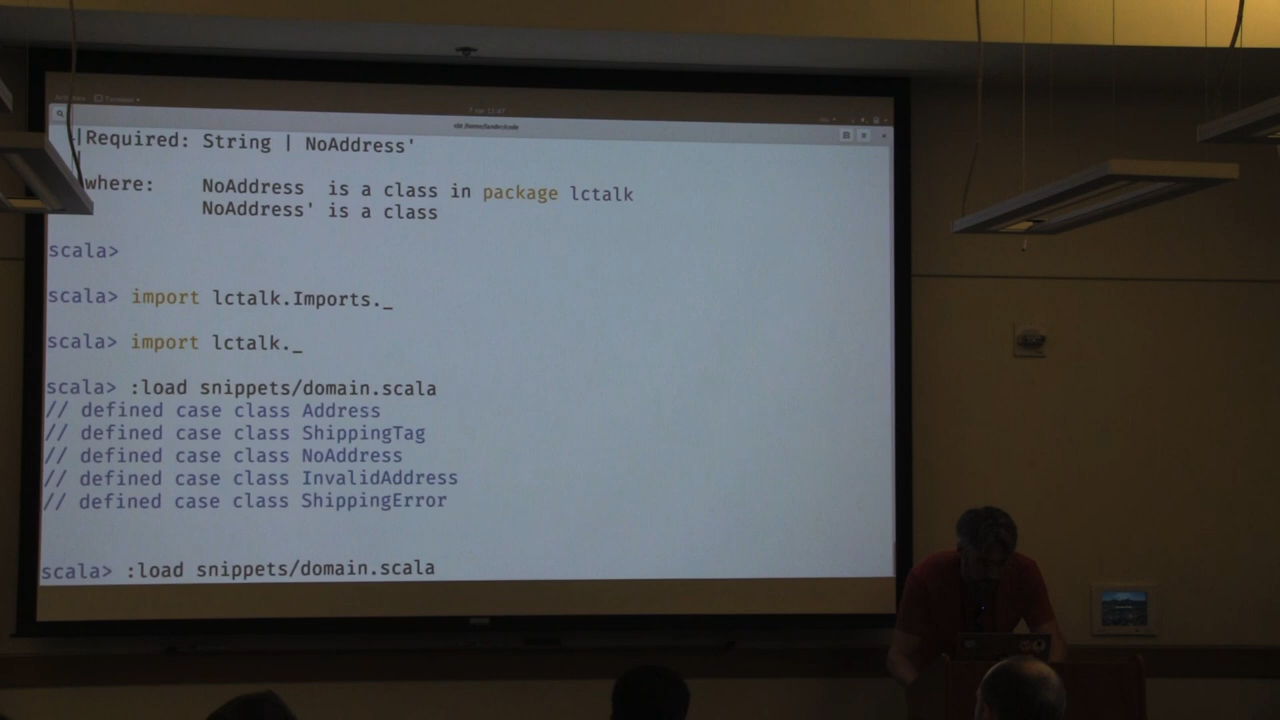 Terminal
|Required: String | NoAddress'
|
where:    NoAddress  is a class in package lctalk
NoAddress' is a class
scala>
scala> import lctalk.Imports._
scala> import lctalk._
scala> :load snippets/domain.scala
// defined case class Address
// defined case class ShippingTag
// defined case class NoAddress
// defined case class InvalidAddress
// defined case class ShippingError
scala> :load snippets/domain.scala